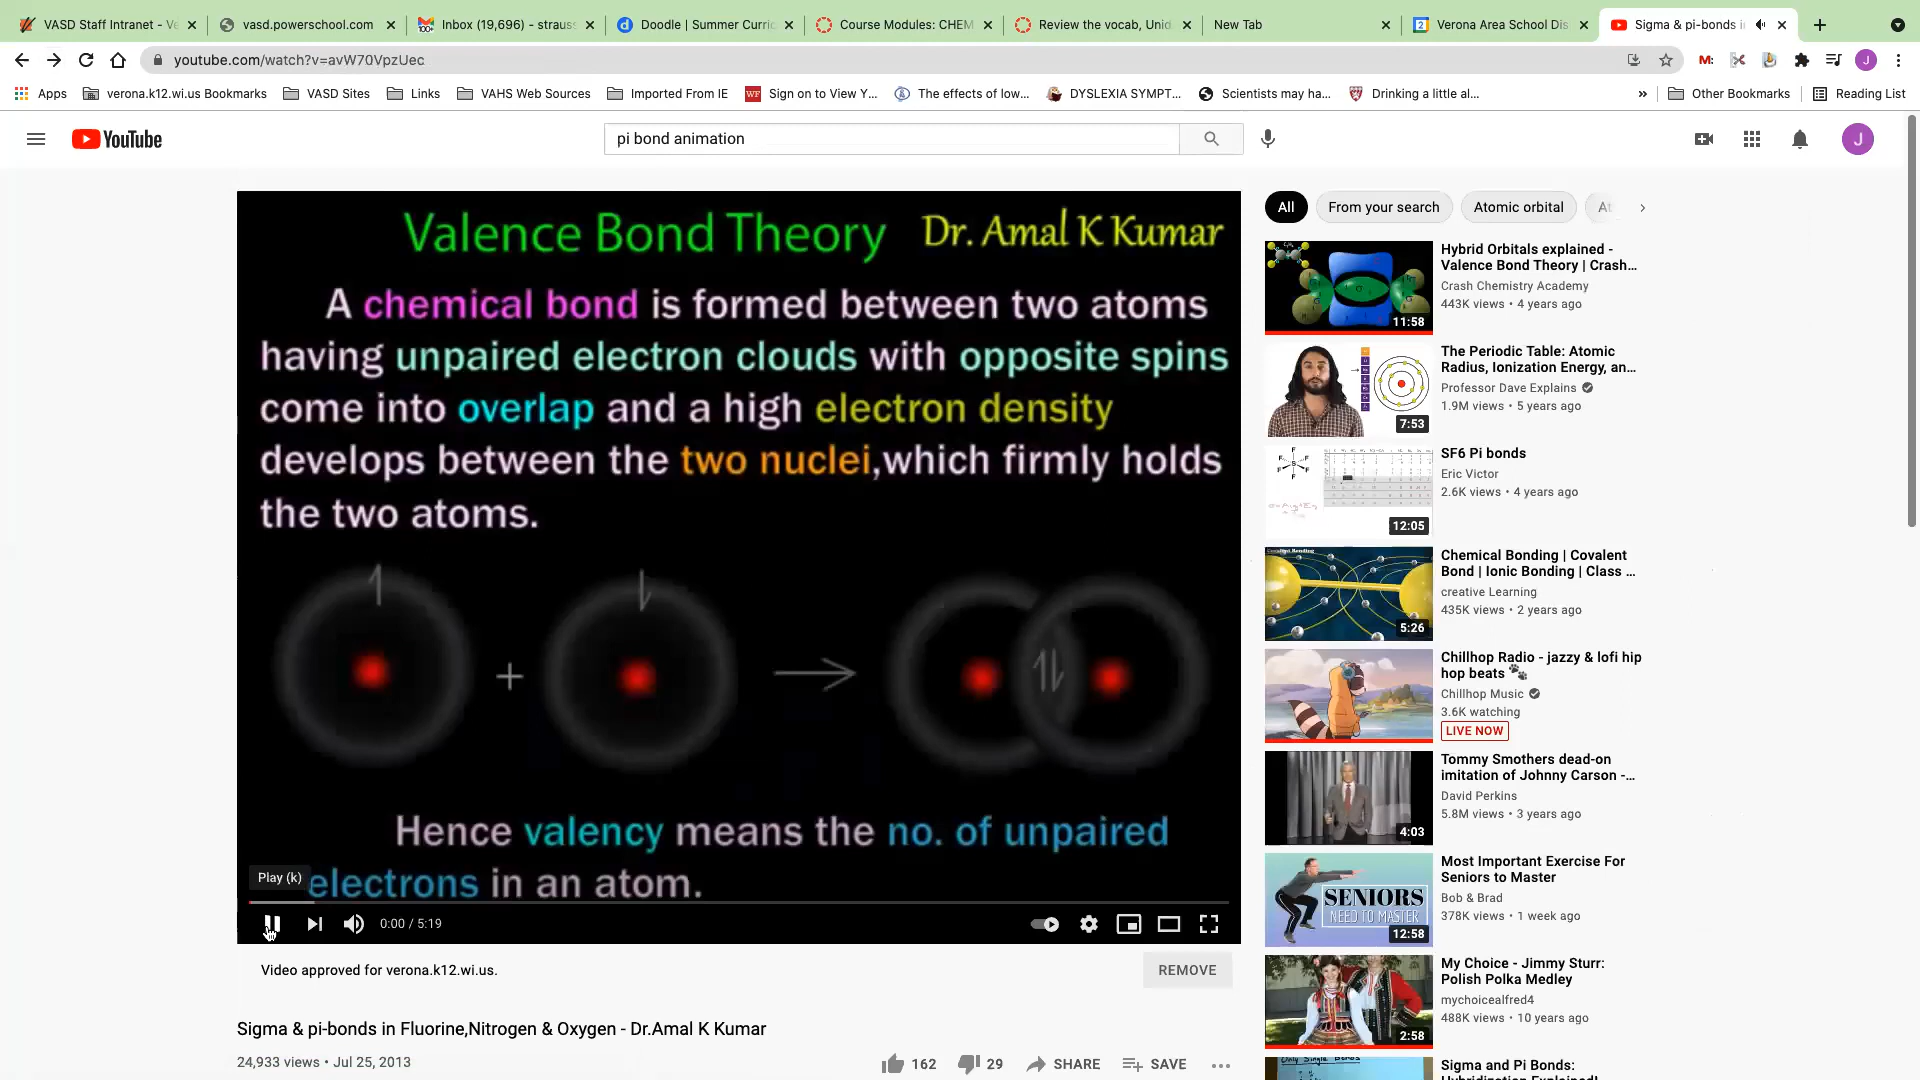 VASD Staff Intranet - Ve
vasd.powerschool.com
100+
Inbox (19,696) - strauss
Doodle | Summer Curric
Course Modules: CHEM
Review the vocab, Unid
New Tab
2
Verona Area School Dis
Sigma & pi-bonds i
youtube.com/watch?v=avW70VpzUec
M:
J
Apps
verona.k12.wi.us Bookmarks
VASD Sites
Links
VAHS Web Sources
Imported From IE
WF
Sign on to View Y...
The effects of low...
DYSLEXIA SYMPT...
Scientists may ha...
Drinking a little al...
»
Other Bookmarks
Reading List
YouTube
pi bond animation
J
Valence Bond Theory
Dr. Amal K Kumar
A chemical bond is formed between two atoms
having unpaired electron clouds with opposite spins
come into overlap and a high electron density
develops between the two nuclei,which firmly holds
the two atoms.
+
Hence valency means the no. of unpaired
electrons in an atom.
Play (k)
0:00 / 5:19
Video approved for verona.k12.wi.us.
REMOVE
Sigma & pi-bonds in Fluorine,Nitrogen & Oxygen - Dr.Amal K Kumar
24,933 views • Jul 25, 2013
162
29
SHARE
SAVE
...
All
From your search
Atomic orbital
At
11:58
Hybrid Orbitals explained -
Valence Bond Theory | Crash...
Crash Chemistry Academy
443K views • 4 years ago
7:53
The Periodic Table: Atomic
Radius, Ionization Energy, an...
Professor Dave Explains
1.9M views • 5 years ago
12:05
SF6 Pi bonds
Eric Victor
2.6K views • 4 years ago
5:26
Chemical Bonding | Covalent
Bond | Ionic Bonding | Class ...
creative Learning
435K views • 2 years ago
Chillhop Radio - jazzy & lofi hip
hop beats 🐾
Chillhop Music
3.6K watching
LIVE NOW
4:03
Tommy Smothers dead-on
imitation of Johnny Carson -...
David Perkins
5.8M views • 3 years ago
SENIORS
NEED TO MASTER
12:58
Most Important Exercise For
Seniors to Master
Bob & Brad
378K views • 1 week ago
2:58
My Choice - Jimmy Sturr:
Polish Polka Medley
mychoicealfred4
488K views • 10 years ago
Sigma and Pi Bonds:
Hybridization Explained!